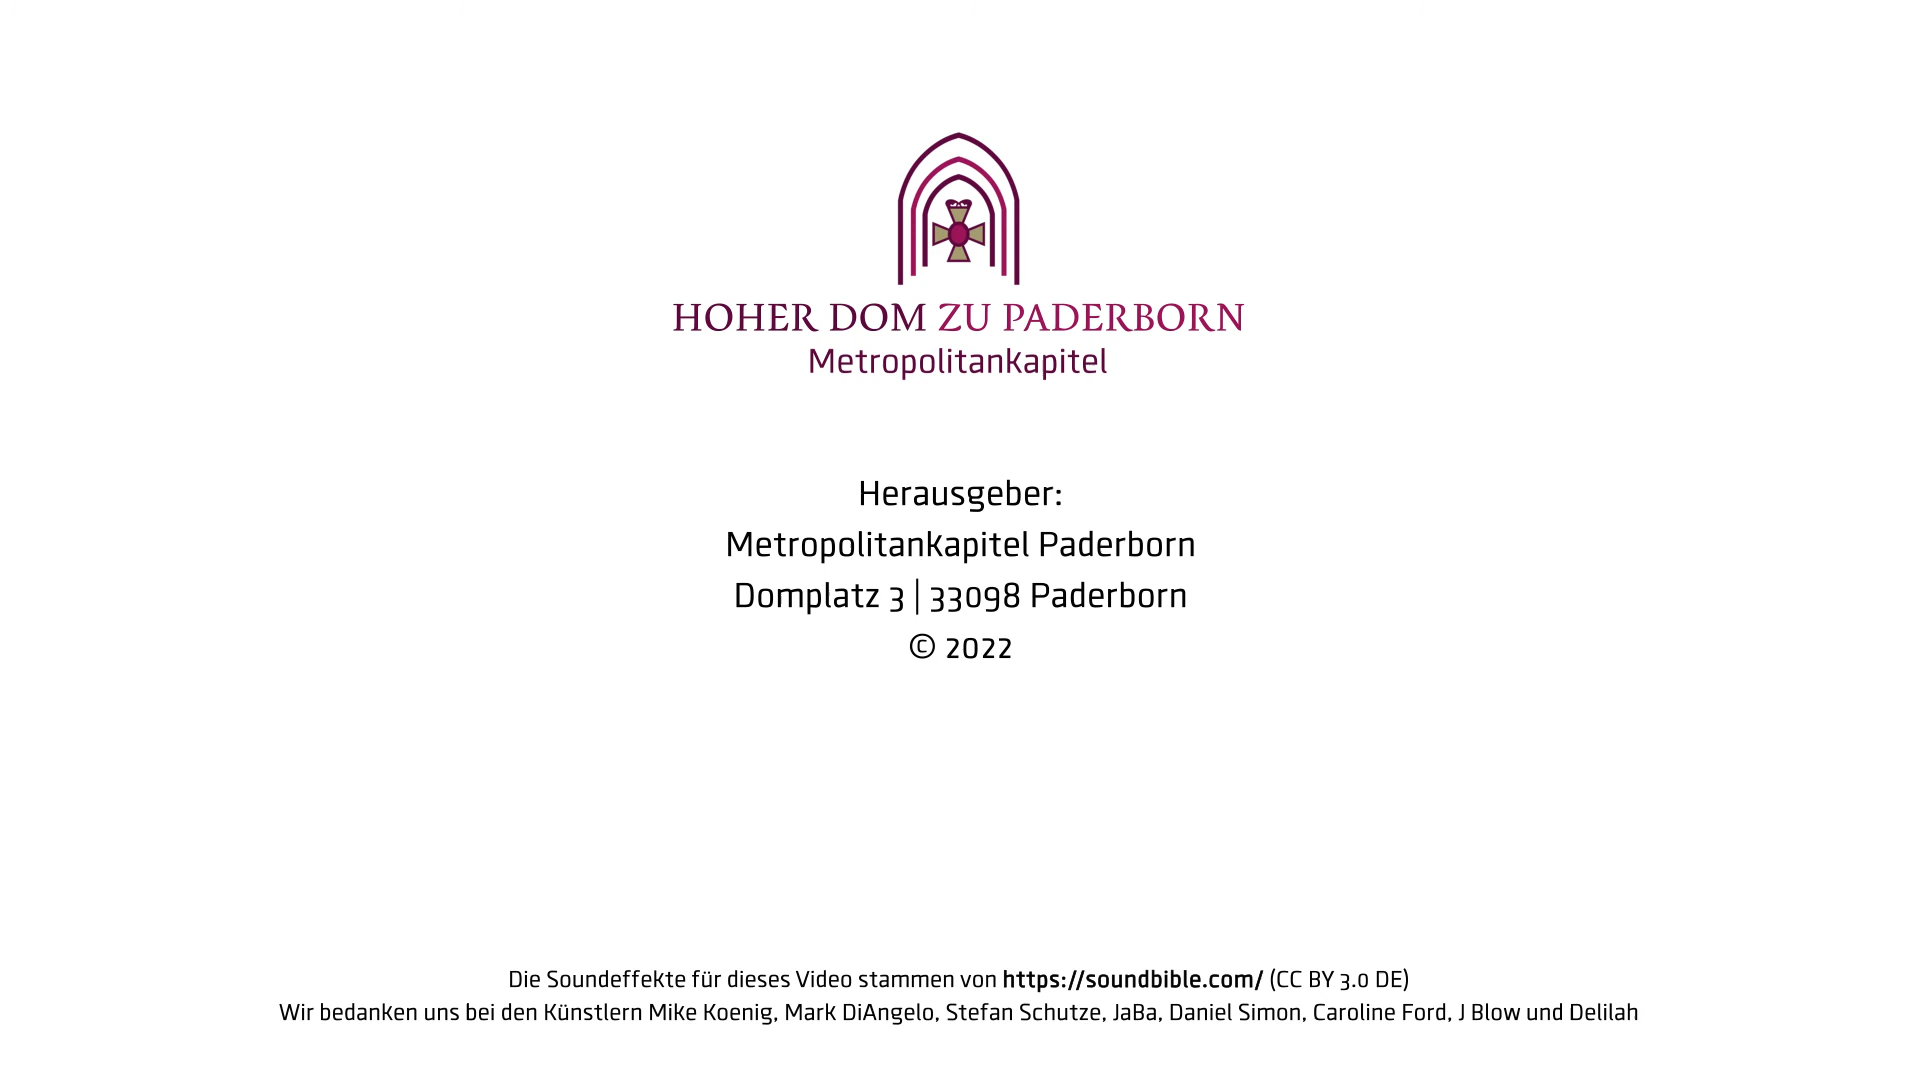 HOHER DOM ZU PADERBORN
Metropolitankapitel
Herausgeber:
Metropolitankapitel Paderborn
Domplatz 3 | 33098 Paderborn
© 2022
Die Soundeffekte für dieses Video stammen von https://soundbible.com/ (CC BY 3.0 DE)
Wir bedanken uns bei den Künstlern Mike Koenig, Mark DiAngelo, Stefan Schutze, JaBa, Daniel Simon, Caroline Ford, J Blow und Delilah